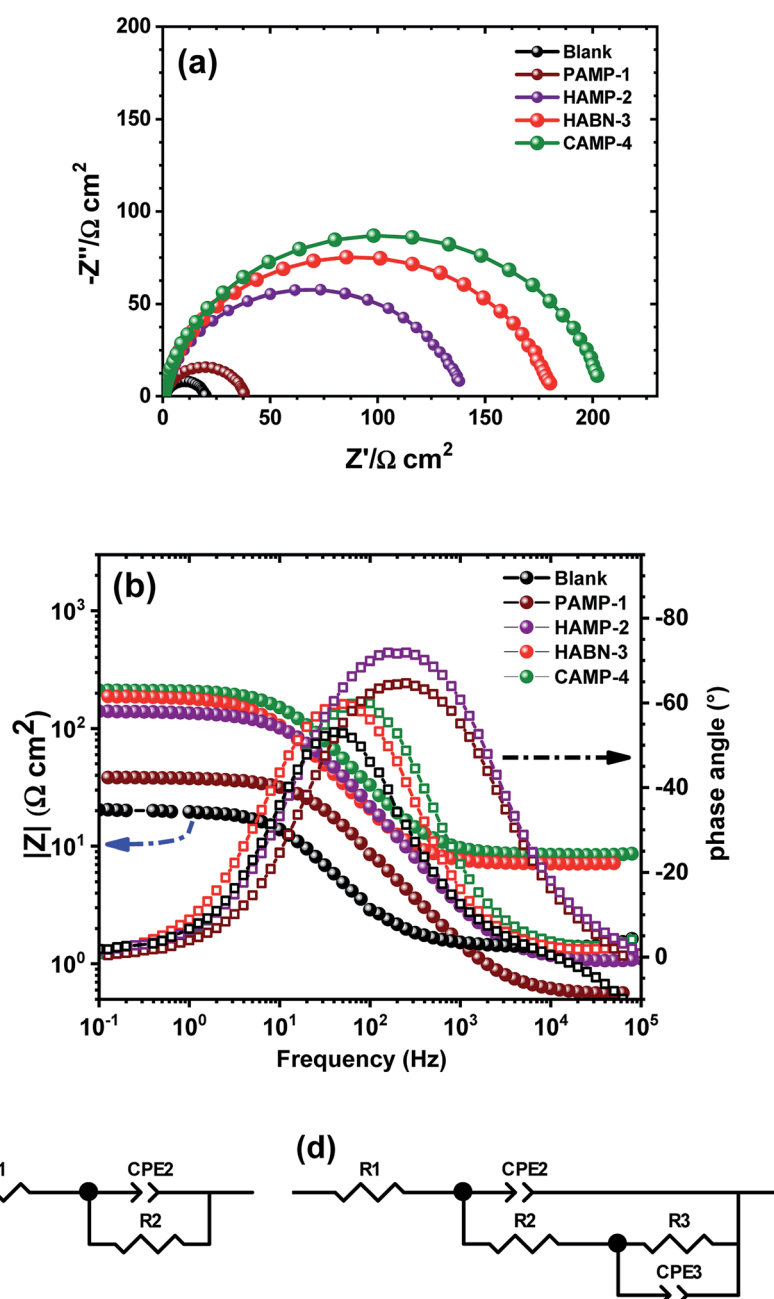 (a)
Blank
PAMP-1
HAMP-2
HABN-3
CAMP-4
200
150
100
50
0
-Z''/Ω cm²
0 50 100 150 200
Z'/Ω cm²
(b)
Blank
PAMP-1
HAMP-2
HABN-3
CAMP-4
10³
10²
10¹
10⁰
|Z| (Ω cm²)
-80
-60
-40
-20
0
phase angle (°)
10⁻¹ 10⁰ 10¹ 10² 10³ 10⁴ 10⁵
Frequency (Hz)
1 CPE2
R2
(d)
R1 CPE2
R2 R3
CPE3